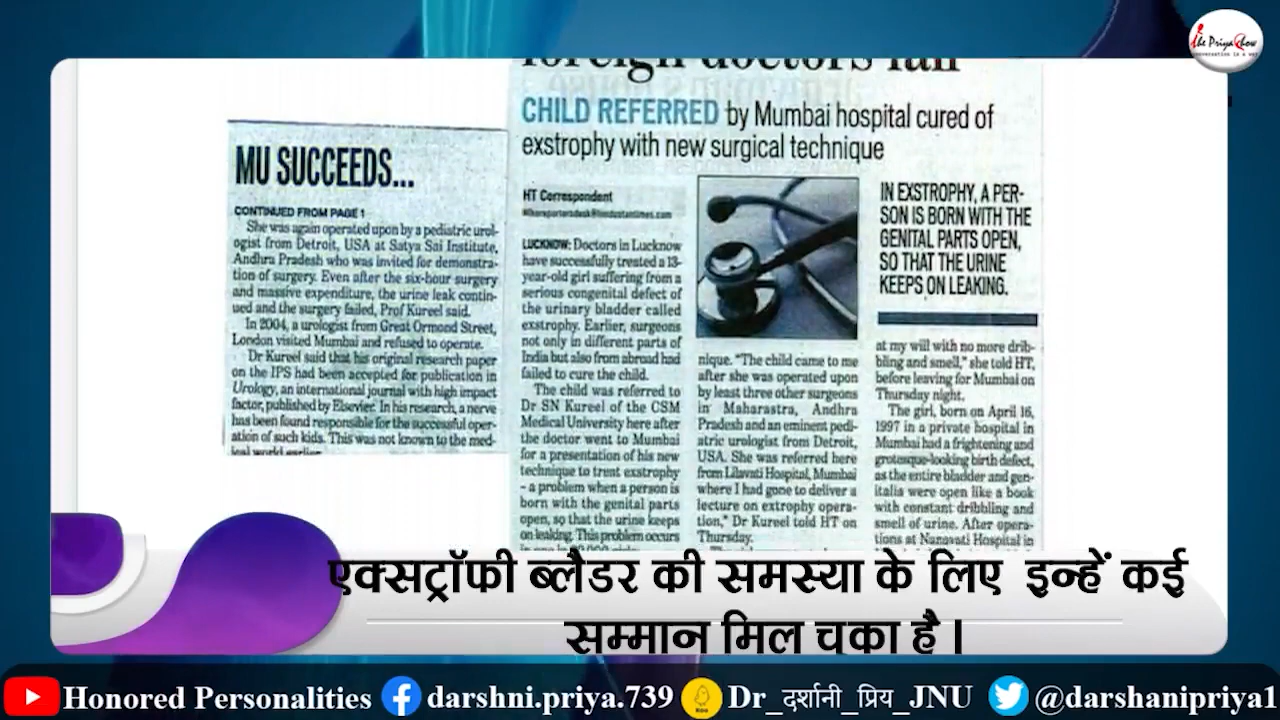 The Priya Show
MU SUCCEEDS...
CONTINUED FROM PAGE 1
She was again operated upon by a pediatric urol-
ogist from Detroit, USA at Satya Sai Institute,
Andhra Pradesh who was invited for demonstra-
tion of surgery. Even after the six-hour surgery
and massive expenditure, the urine leak contin-
ued and the surgery failed, Prof Kureel said.
In 2004, a urologist from Great Ormond Street,
London visited Mumbai and refused to operate.
Dr Kureel said that his original research paper
on the IPS had been accepted for publication in
Urology, an international journal with high impact
factor, published by Elsevier. In his research, a nerve
has been found responsible for the successful oper-
ation of such kids. This was not known to the med-
ical world earlier.
foreign doctors fail
CHILD REFERRED by Mumbai hospital cured of
exstrophy with new surgical technique
HT Correspondent
LUCKNOW: Doctors in Lucknow
have successfully treated a 13-
year-old girl suffering from a
serious congenital defect of
the urinary bladder called
exstrophy. Earlier, surgeons
not only in different parts of
India but also from abroad had
failed to cure the child.
The child was referred to
Dr SN Kureel of the CSM
Medical University here after
the doctor went to Mumbai
for a presentation of his new
technique to treat exstrophy
- a problem when a person is
born with the genital parts
open, so that the urine keeps
on leaking. This problem occurs
nique. “The child came to me
after she was operated upon
by least three other surgeons
in Maharastra, Andhra
Pradesh and an eminent pedi-
atric urologist from Detroit,
USA. She was referred here
from Lilavati Hospital, Mumbai
where I had gone to deliver a
lecture on extrophy opera-
tion,” Dr Kureel told HT on
Thursday.
IN EXSTROPHY, A PER-
SON IS BORN WITH THE
GENITAL PARTS OPEN,
SO THAT THE URINE
KEEPS ON LEAKING.
at my will with no more drib-
bling and smell,” she told HT,
before leaving for Mumbai on
Thursday night.
The girl, born on April 16,
1997 in a private hospital in
Mumbai had a frightening and
grotesque-looking birth defect,
as the entire bladder and gen-
italia were open like a book
with constant dribbling and
smell of urine. After opera-
tions at Nanavati Hospital in
एक्सट्रॉफी ब्लैडर की समस्या के लिए इन्हें कई
सम्मान मिल चुका है।
Honored Personalities darshni.priya.739 Dr_दर्शानी_प्रिय_JNU @darshanipriya1